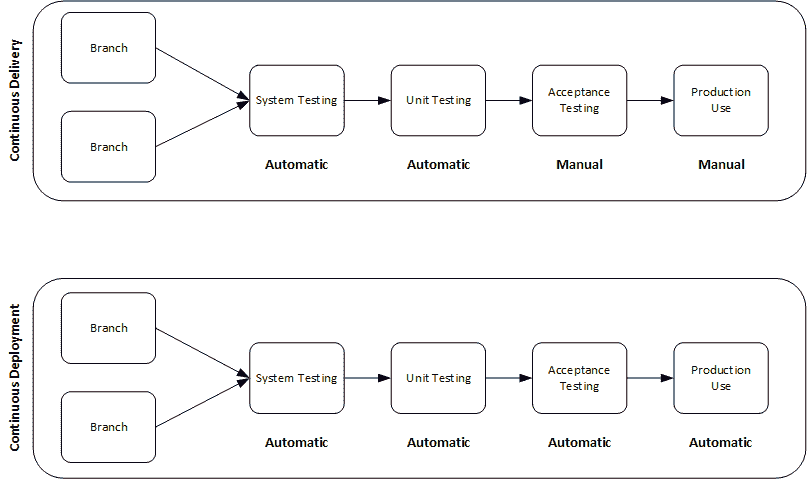 Continuous Delivery
Branch
Branch
System Testing
Unit Testing
Acceptance
Testing
Production
Use
Automatic
Automatic
Manual
Manual
Continuous Deployment
Branch
Branch
System Testing
Unit Testing
Acceptance
Testing
Production
Use
Automatic
Automatic
Automatic
Automatic